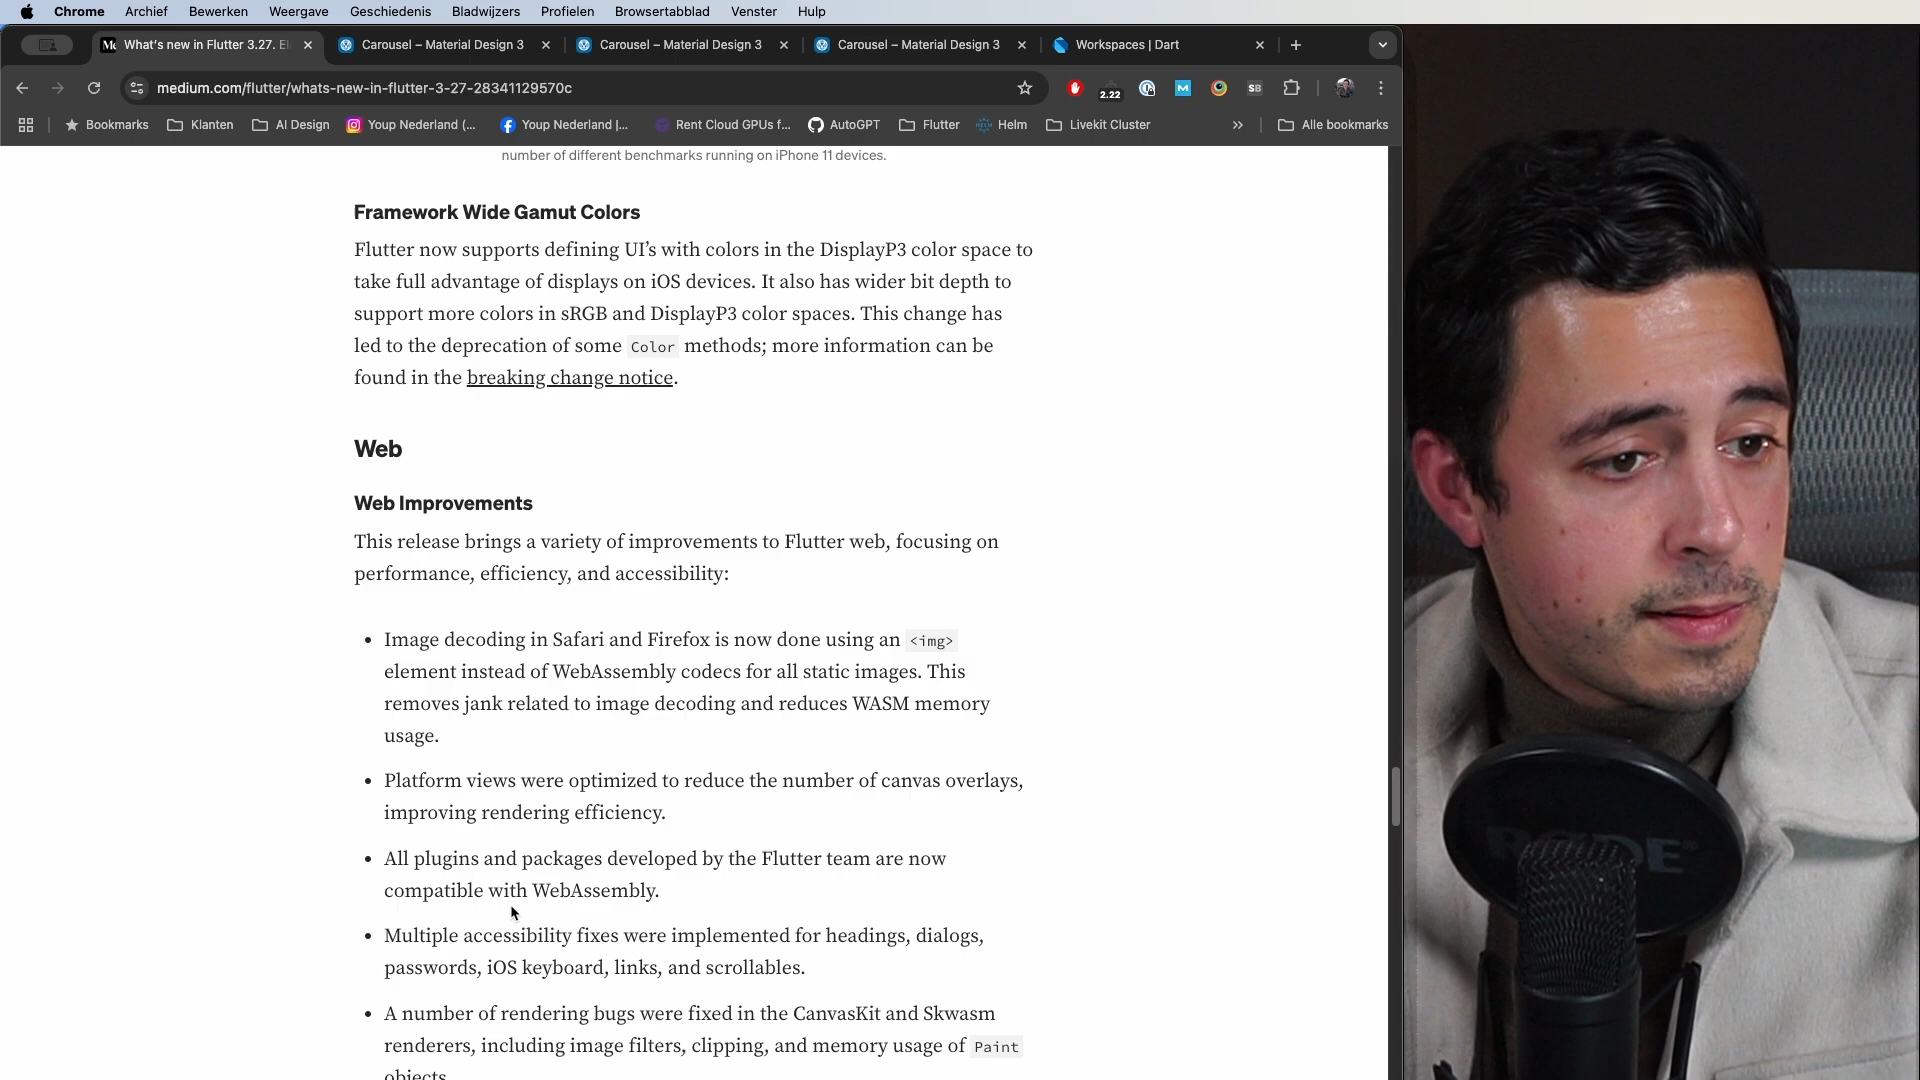 Chrome Archief Bewerken Weergave Geschiedenis Bladwijzers Profielen Browsertabblad Venster Hulp
What's new in Flutter 3.27. El
Carousel – Material Design 3
Carousel – Material Design 3
Carousel – Material Design 3
Workspaces | Dart
medium.com/flutter/whats-new-in-flutter-3-27-28341129570c
2.22
SB
Bookmarks Klanten AI Design Youp Nederland (... Youp Nederland |... Rent Cloud GPUs f... AutoGPT Flutter Helm Livekit Cluster » Alle bookmarks
number of different benchmarks running on iPhone 11 devices.
Framework Wide Gamut Colors
Flutter now supports defining UI’s with colors in the DisplayP3 color space to
take full advantage of displays on iOS devices. It also has wider bit depth to
support more colors in sRGB and DisplayP3 color spaces. This change has
led to the deprecation of some Color methods; more information can be
found in the breaking change notice.
Web
Web Improvements
This release brings a variety of improvements to Flutter web, focusing on
performance, efficiency, and accessibility:
• Image decoding in Safari and Firefox is now done using an <img>
element instead of WebAssembly codecs for all static images. This
removes jank related to image decoding and reduces WASM memory
usage.
• Platform views were optimized to reduce the number of canvas overlays,
improving rendering efficiency.
• All plugins and packages developed by the Flutter team are now
compatible with WebAssembly.
• Multiple accessibility fixes were implemented for headings, dialogs,
passwords, iOS keyboard, links, and scrollables.
• A number of rendering bugs were fixed in the CanvasKit and Skwasm
renderers, including image filters, clipping, and memory usage of Paint
objects.
RØDE